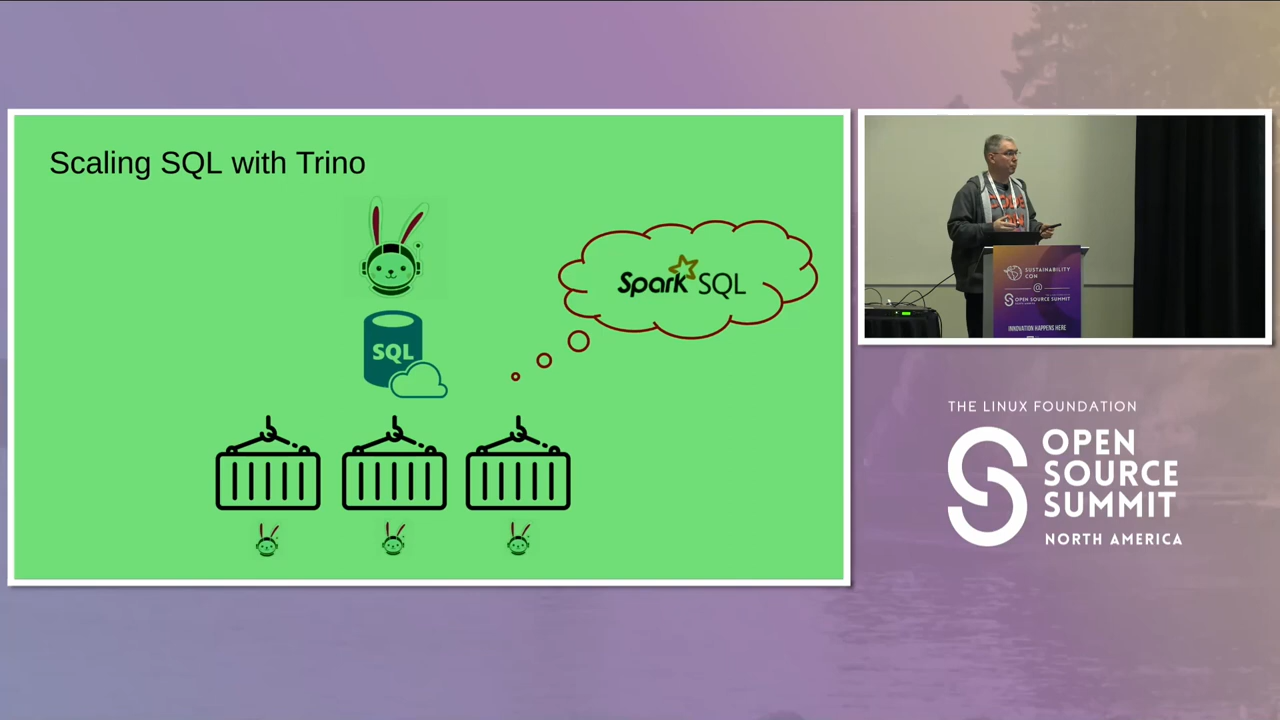 Scaling SQL with Trino
SQL
Spark SQL
CODE
SUSTAINABILITY
CON
@
OPEN SOURCE SUMMIT
INNOVATION HAPPENS HERE
THE LINUX FOUNDATION
OPEN
SOURCE
SUMMIT
NORTH AMERICA